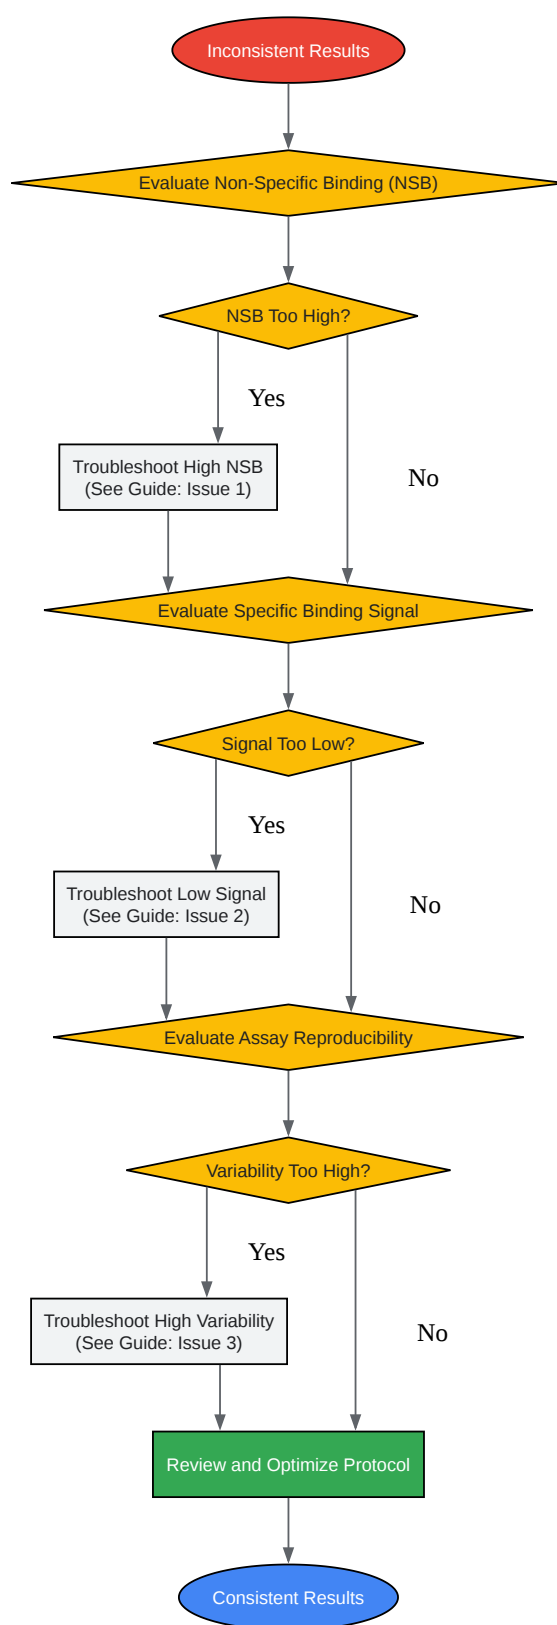 Inconsistent Results
Evaluate Non-Specific Binding (NSB)
NSB Too High?
Yes
Troubleshoot High NSB
(See Guide: Issue 1)
No
Evaluate Specific Binding Signal
Signal Too Low?
Yes
Troubleshoot Low Signal
(See Guide: Issue 2)
No
Evaluate Assay Reproducibility
Variability Too High?
Yes
Troubleshoot High Variability
(See Guide: Issue 3)
No
Review and Optimize Protocol
Consistent Results